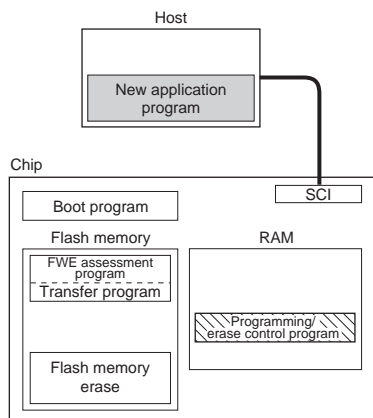 Host
New application
program
Chip
SCI
Boot program
Flash memory
RAM
FWE assessment
program
Transfer program
Programming/
erase control program
Flash memory
erase